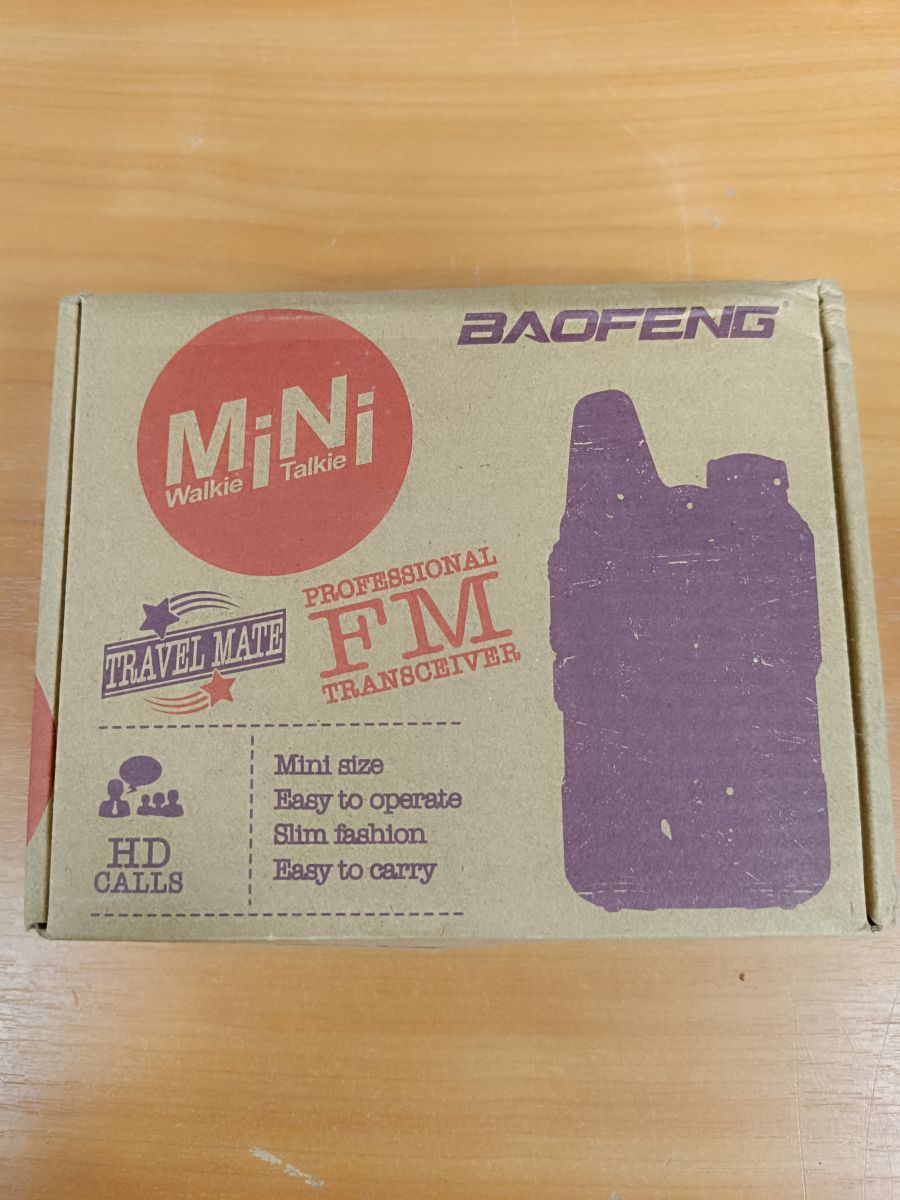 BAOFENG®
MiNi
Walkie Talkie
TRAVEL MATE
PROFESSIONAL
FM
TRANSCEIVER
HD
CALLS
Mini size
Easy to operate
Slim fashion
Easy to carry